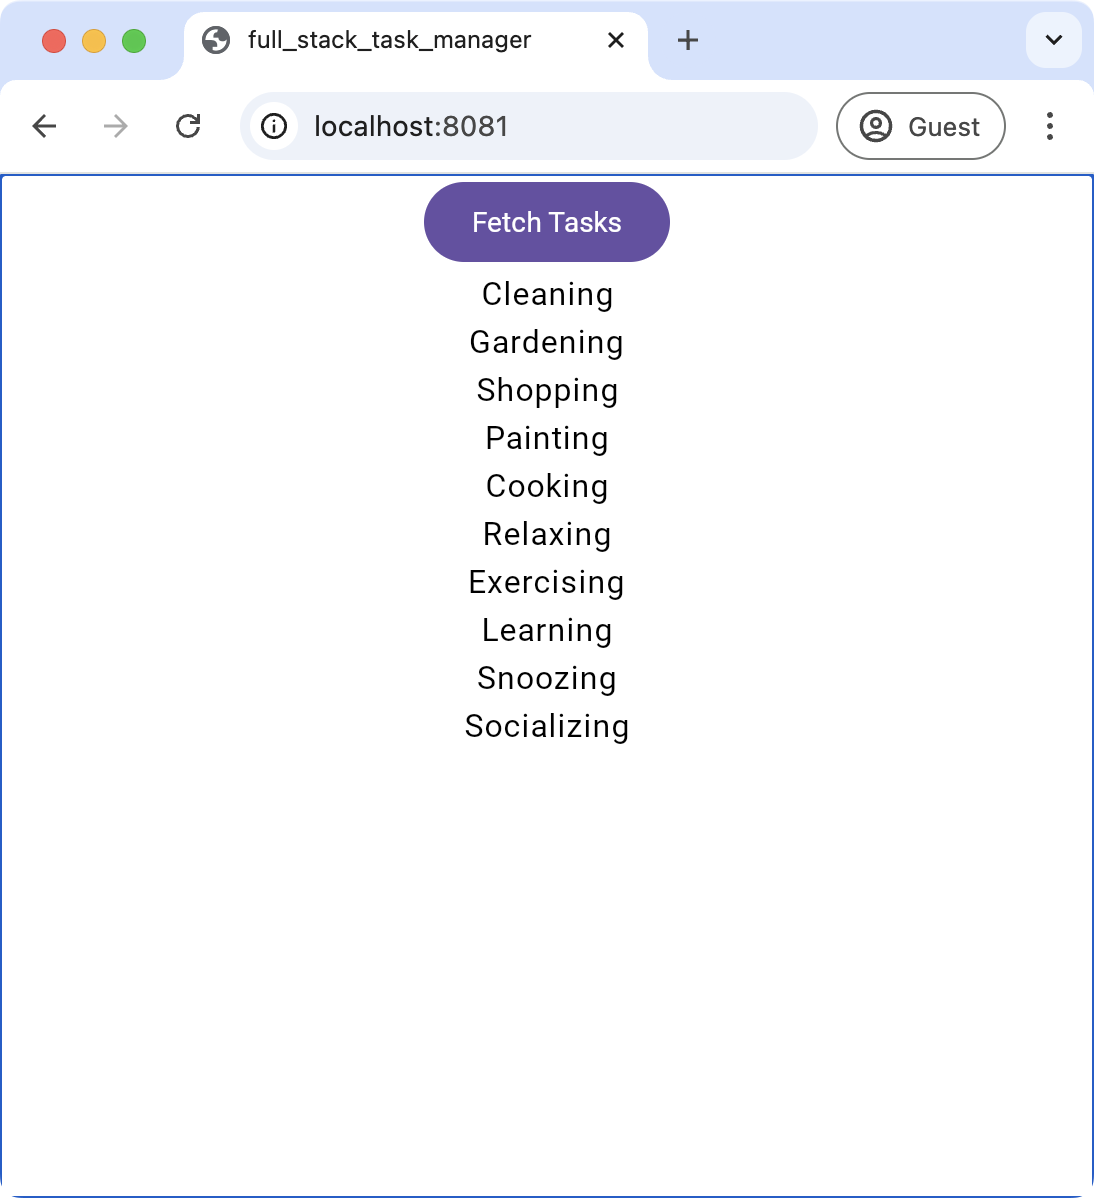 full_stack_task_manager
localhost:8081
Guest
Fetch Tasks
Cleaning
Gardening
Shopping
Painting
Cooking
Relaxing
Exercising
Learning
Snoozing
Socializing